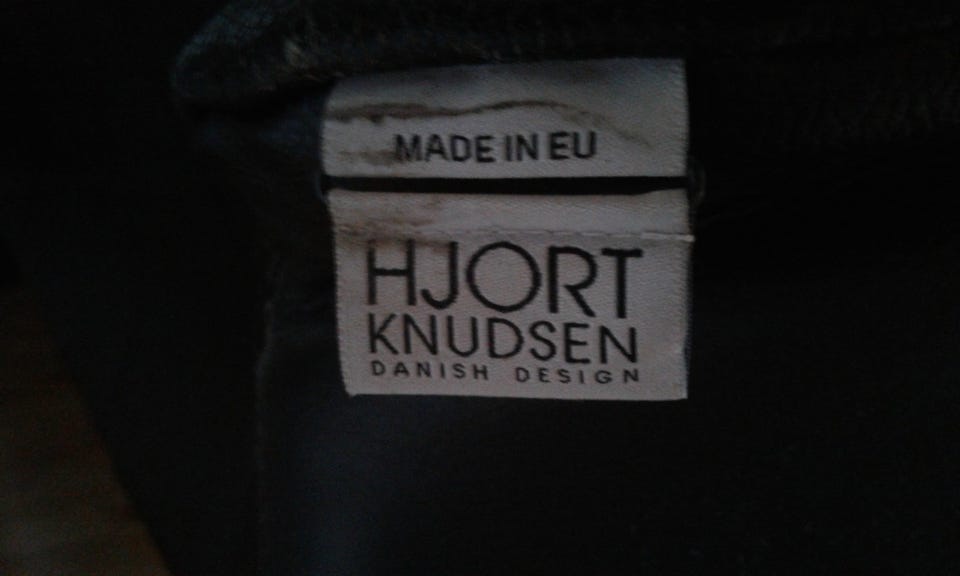 MADE IN EU
HJORT
KNUDSEN
DANISH DESIGN